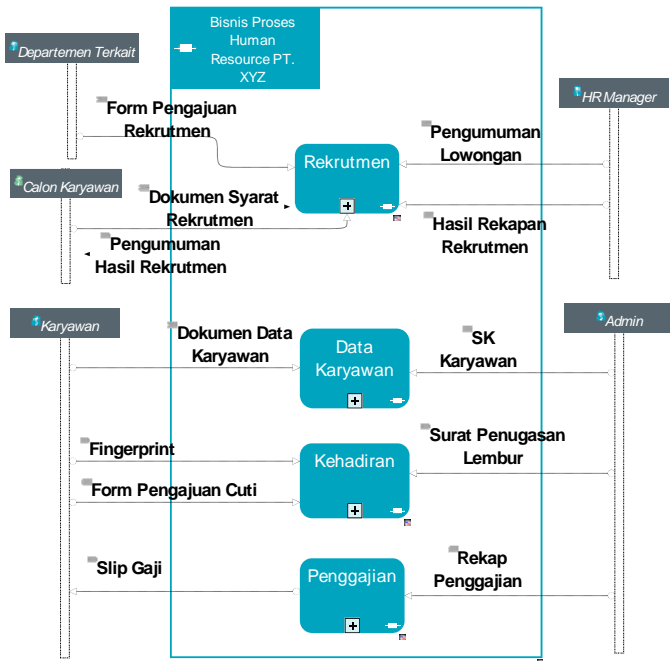 Bisnis Proses
Human
Resource PT.
XYZ
Departemen Terkait
HR Manager
Form Pengajuan
Rekrutmen
Pengumuman
Lowongan
Rekrutmen
Calon Karyawan
Dokumen Syarat
Rekrutmen
Hasil Rekapan
Rekrutmen
Pengumuman
Hasil Rekrutmen
Karyawan
Admin
Dokumen Data
Karyawan
Data
Karyawan
SK
Karyawan
Fingerprint
Kehadiran
Surat Penugasan
Lembur
Form Pengajuan Cuti
Slip Gaji
Penggajian
Rekap
Penggajian